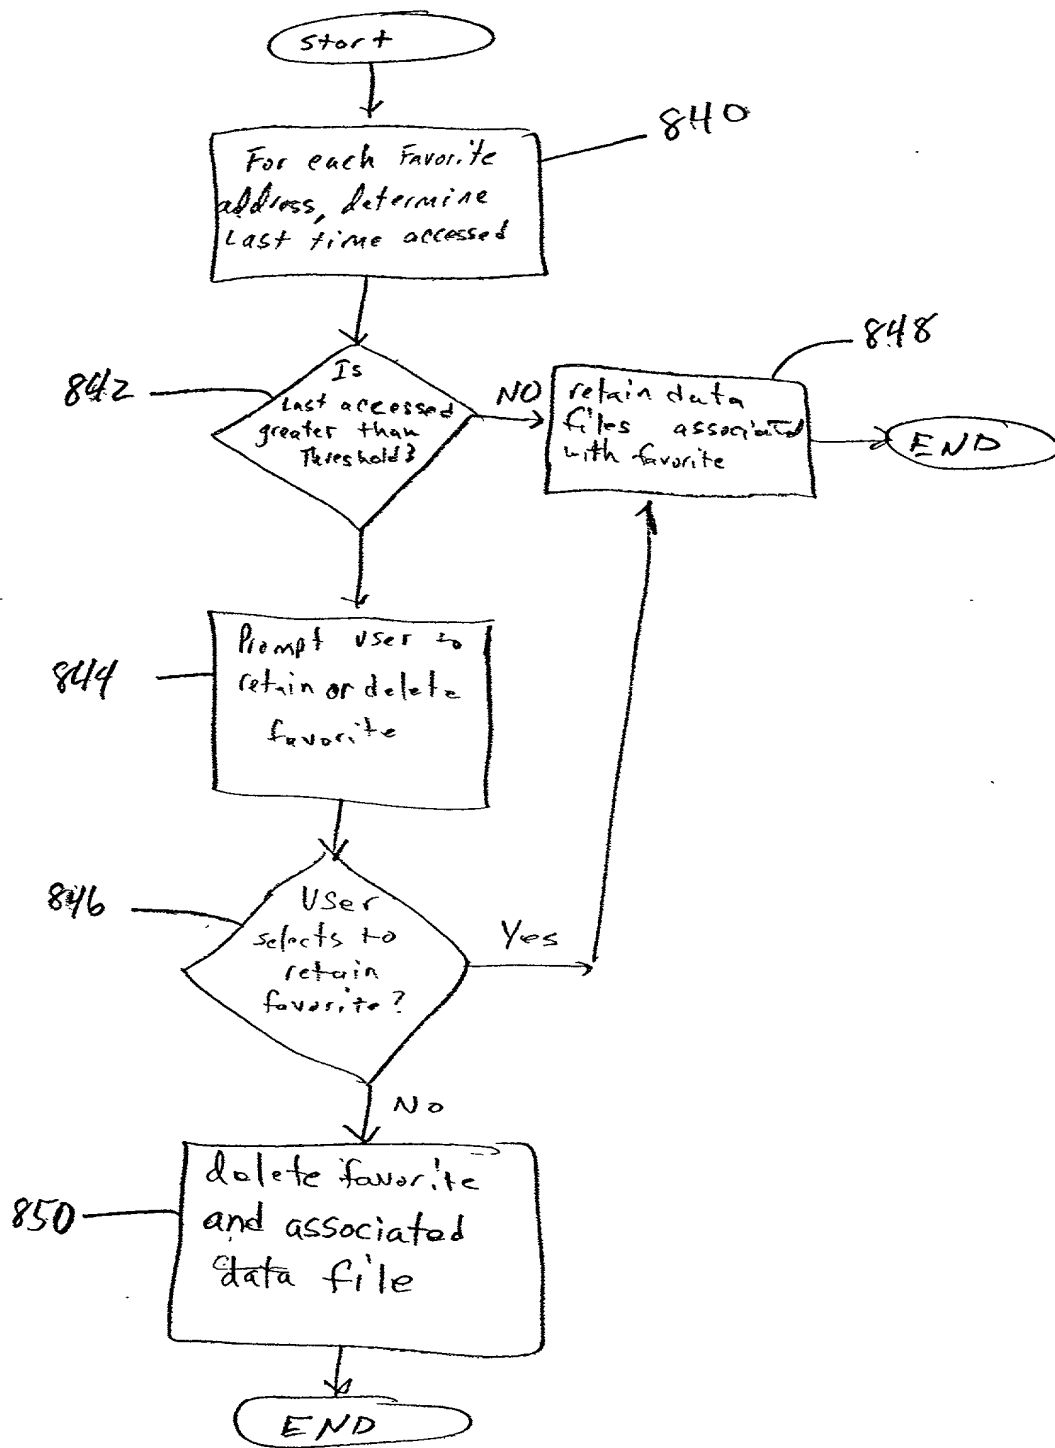 Start
840
For each Favorite
address, determine
Last time accessed
842
Is
Last accessed
greater than
Threshold?
NO
848
retain data
files associated
with favorite
END
844
Prompt user to
retain or delete
favorite
846
User
selects to
retain
favorite?
Yes
No
850
delete favorite
and associated
data file
END